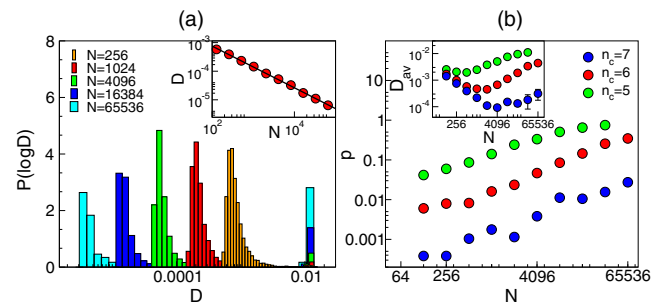 (a)
(b)
8
6
4
2
0
P(logD)
N=256
N=1024
N=4096
N=16384
N=65536
10^-3
10^-4
10^-5
D
10^2
10^4
N
0.0001
0.01
D
10
1
0.1
0.01
0.001
p
D_av
10^-2
10^-3
10^-4
256
4096
65536
N
n_c=7
n_c=6
n_c=5
64
256
4096
65536
N